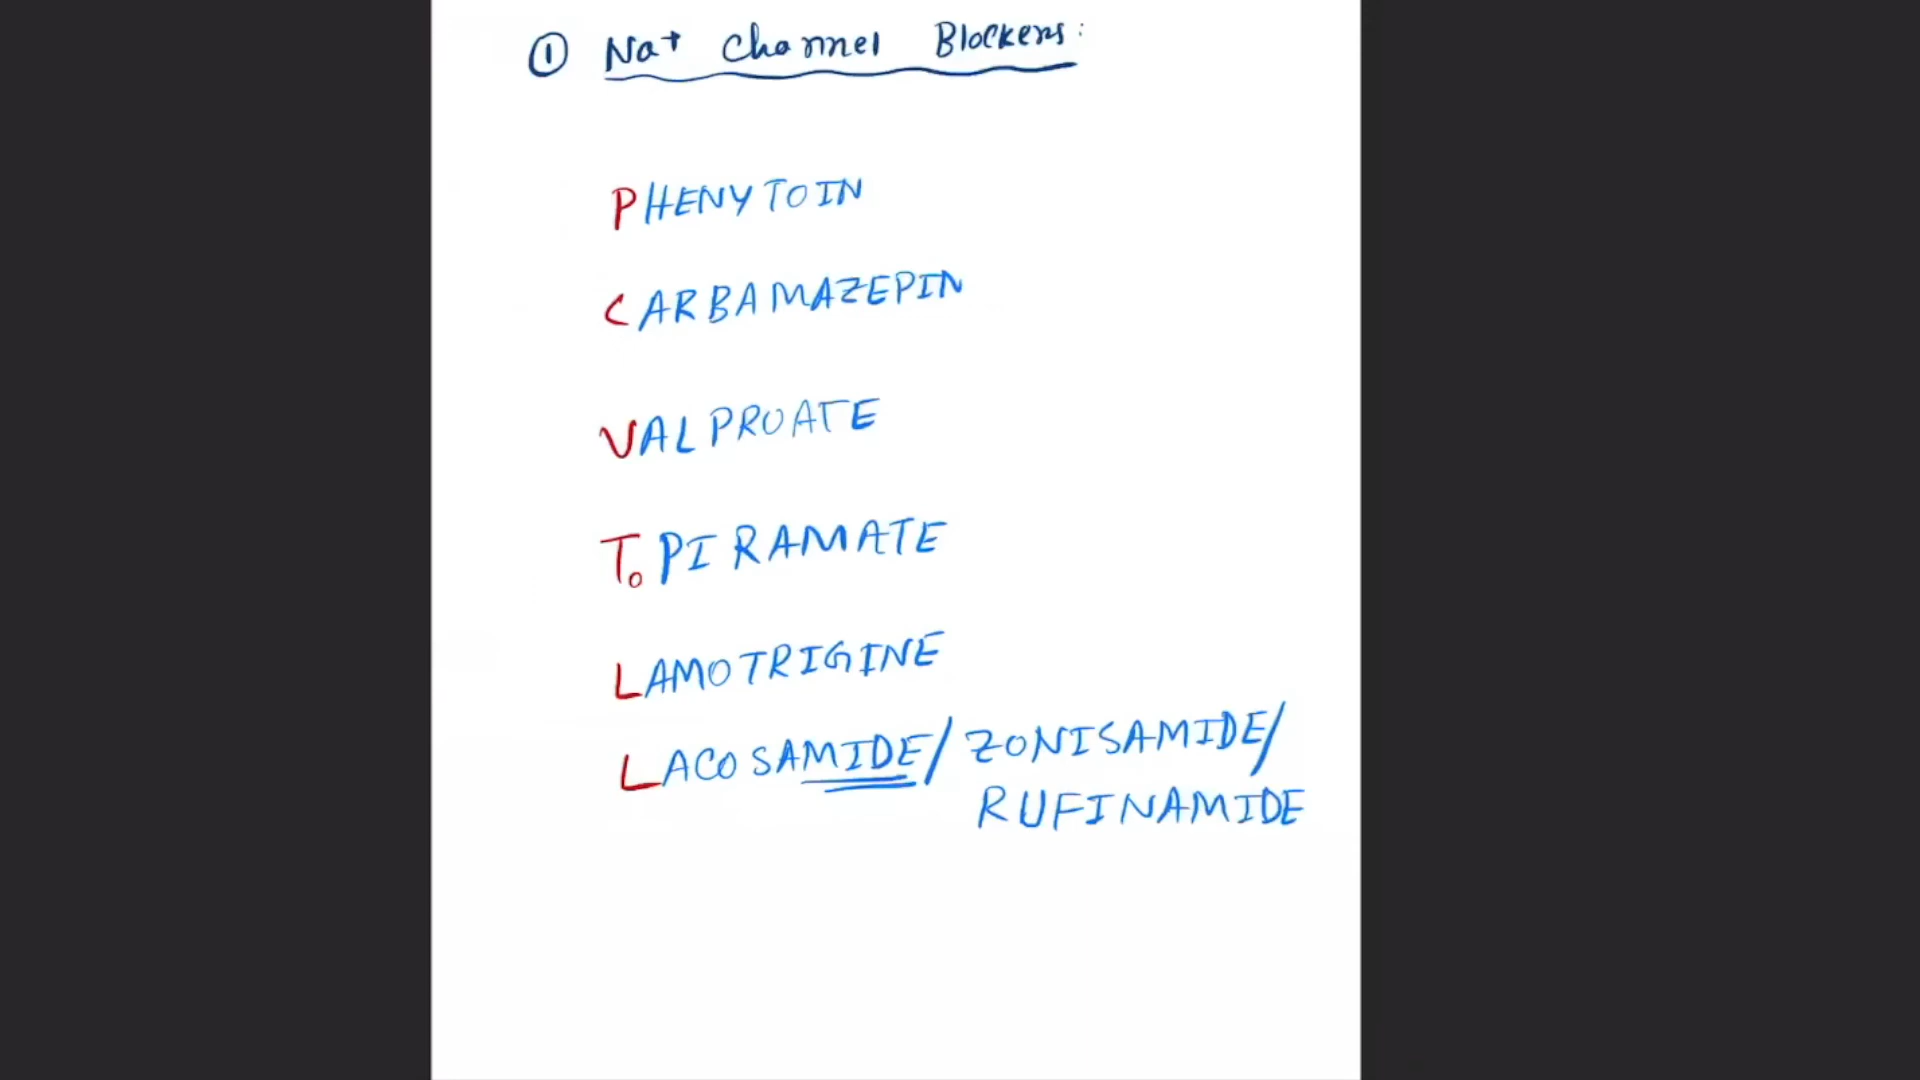 ① Na+ Channel Blockers:
PHENYTOIN
CARBAMAZEPIN
VALPROATE
TOPIRAMATE
LAMOTRIGINE
LACOSAMIDE/ZONISAMIDE/
RUFINAMIDE